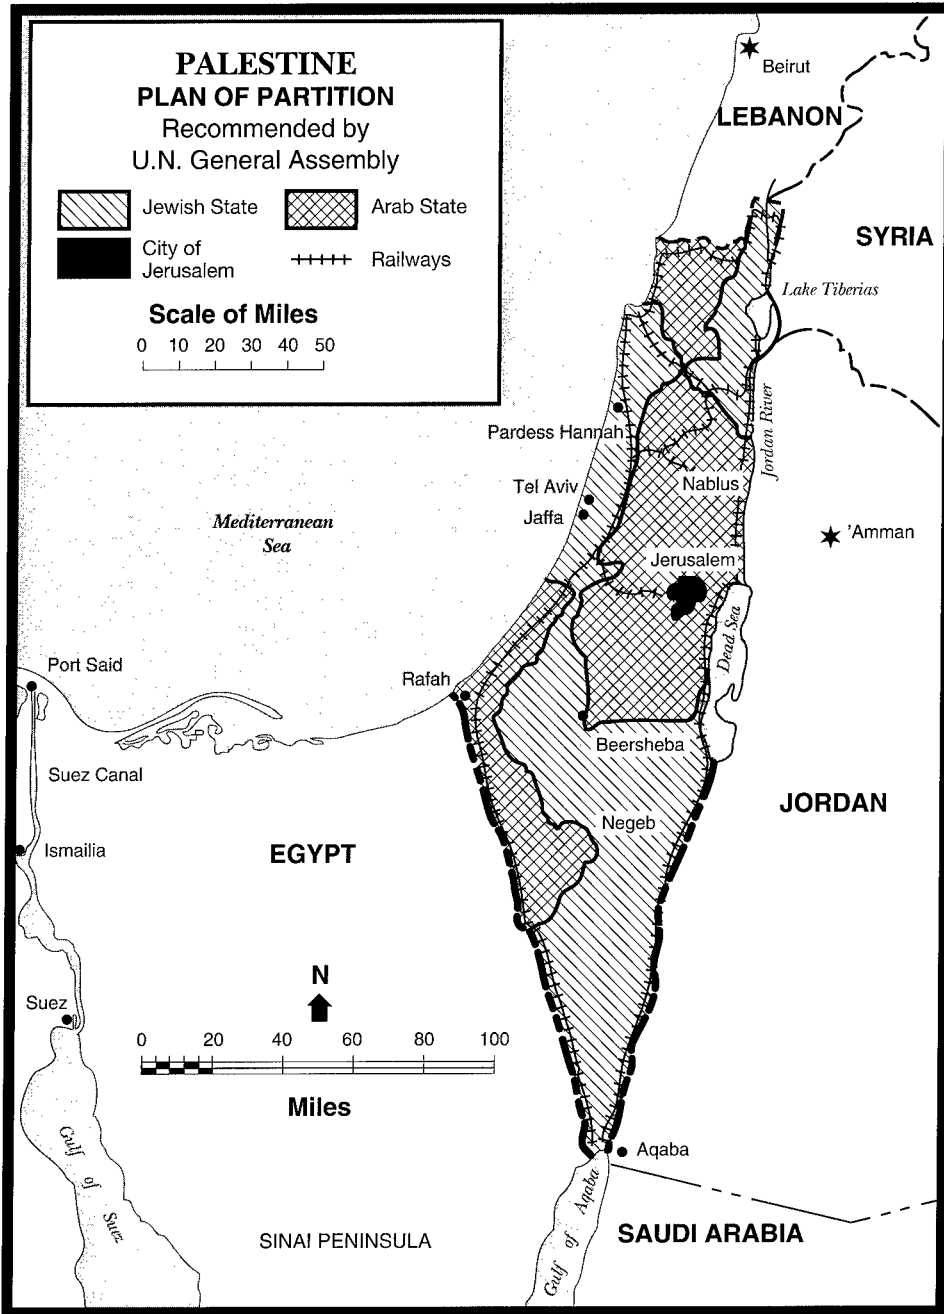 PALESTINE
PLAN OF PARTITION
Recommended by
U.N. General Assembly
Jewish State
Arab State
City of
Jerusalem
Railways
Scale of Miles
0 10 20 30 40 50
Beirut
LEBANON
SYRIA
Lake Tiberias
Pardess Hannah
Jordan River
Nablus
Tel Aviv
Jaffa
Mediterranean
Sea
'Amman
Jerusalem
Dead Sea
Port Said
Rafah
Beersheba
Suez Canal
JORDAN
Negeb
Ismailia
EGYPT
N
Suez
0 20 40 60 80 100
Miles
Gulf of Suez
Aqaba
Gulf of Aqaba
SINAI PENINSULA
SAUDI ARABIA